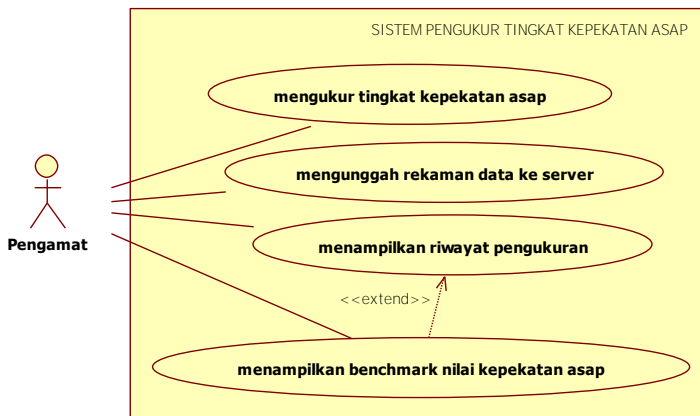 SISTEM PENGUKUR TINGKAT KEPEKATAN ASAP
mengukur tingkat kepekatan asap
mengunggah rekaman data ke server
Pengamat
menampilkan riwayat pengukuran
<<extend>>
menampilkan benchmark nilai kepekatan asap